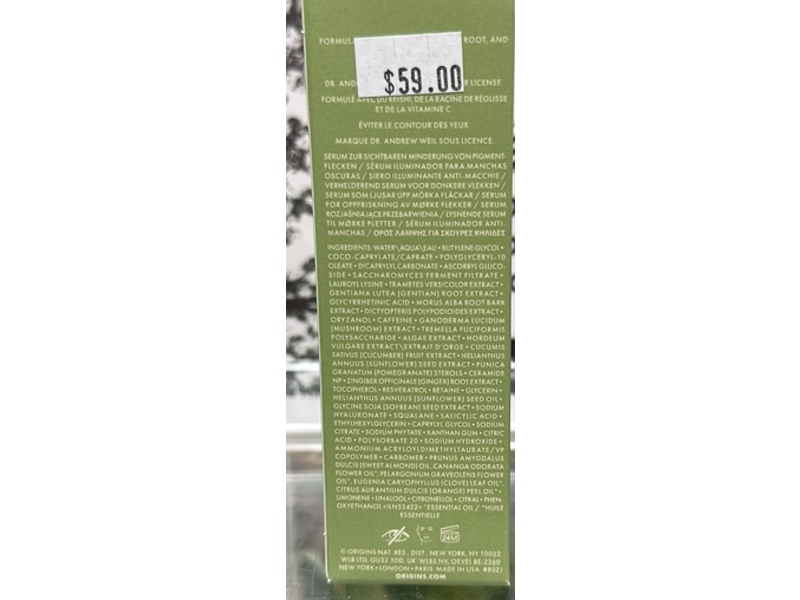 FORMUL ROOT, AND
$59.00
DR. AND R LICENSE
FORMULÉ AVEC DU REISHI, DE LA RACINE DE RÉGLISSE
ET DE LA VITAMINE C.
ÉVITER LE CONTOUR DES YEUX.
MARQUE DR. ANDREW WEIL SOUS LICENCE.
SERUM ZUR SICHTBAREN MINDERUNG VON PIGMENT-
FLECKEN / SÉRUM ILUMINADOR PARA MANCHAS
OSCURAS / SIERO ILLUMINANTE ANTI-MACCHIE /
VERHELDEREND SERUM VOOR DONKERE VLEKKEN /
SERUM SOM LJUSAR UPP MÖRKA FLÄCKAR / SERUM
FOR OPPFRISKNING AV MØRKE FLEKKER / SERUM
ROZJAŚNIAJĄCE PRZEBARWIENIA / LYSNENDE SERUM
TIL MØRKE PLETTER / SÉRUM ILUMINADOR ANTI-
MANCHAS / ΟΡΟΣ ΛΑΜΨΗΣ ΓΙΑ ΣΚΟΥΡΕΣ ΚΗΛΙΔΕΣ
INGREDIENTS: WATER\AQUA\EAU • BUTYLENE GLYCOL •
COCO-CAPRYLATE/CAPRATE • POLYGLYCERYL-10
OLEATE • DICAPRYLYL CARBONATE • ASCORBYL GLUCO-
SIDE • SACCHAROMYCES FERMENT FILTRATE •
LAUROYL LYSINE • TRAMETES VERSICOLOR EXTRACT •
GENTIANA LUTEA (GENTIAN) ROOT EXTRACT •
GLYCYRRHETINIC ACID • MORUS ALBA ROOT BARK
EXTRACT • DICTYOPTERIS POLYPODIOIDES EXTRACT •
ORYZANOL • CAFFEINE • GANODERMA LUCIDUM
(MUSHROOM) EXTRACT • TREMELLA FUCIFORMIS
POLYSACCHARIDE • ALGAE EXTRACT • HORDEUM
VULGARE EXTRACT\EXTRAIT D'ORGE • CUCUMIS
SATIVUS (CUCUMBER) FRUIT EXTRACT • HELIANTHUS
ANNUUS (SUNFLOWER) SEED EXTRACT • PUNICA
GRANATUM (POMEGRANATE) STEROLS • CERAMIDE
NP • ZINGIBER OFFICINALE (GINGER) ROOT EXTRACT •
TOCOPHEROL • RESVERATROL • BETAINE • GLYCERIN •
HELIANTHUS ANNUUS (SUNFLOWER) SEED OIL •
GLYCINE SOJA (SOYBEAN) SEED EXTRACT • SODIUM
HYALURONATE • SQUALANE • SALICYLIC ACID •
ETHYLHEXYLGLYCERIN • CAPRYLYL GLYCOL • SODIUM
CITRATE • SODIUM PHYTATE • XANTHAN GUM • CITRIC
ACID • POLYSORBATE 20 • SODIUM HYDROXIDE •
AMMONIUM ACRYLOYLDIMETHYLTAURATE/VP
COPOLYMER • CARBOMER • PRUNUS AMYGDALUS
DULCIS (SWEET ALMOND) OIL, CANANGA ODORATA
FLOWER OIL*, PELARGONIUM GRAVEOLENS FLOWER
OIL*, EUGENIA CARYOPHYLLUS (CLOVE) LEAF OIL*,
CITRUS AURANTIUM DULCIS (ORANGE) PEEL OIL* •
LIMONENE • LINALOOL • CITRONELLOL • CITRAL • PHEN-
OXYETHANOL <ILN53422> *ESSENTIAL OIL / *HUILE
ESSENTIELLE
24M
© ORIGINS NAT. RES. DIST., NEW YORK, NY, 10022
WLB LTD, GU32 3DD, UK WLBS NV, OEVEL BE-2260
NEW YORK • LONDON • PARIS MADE IN USA #8021
ORIGINS.COM